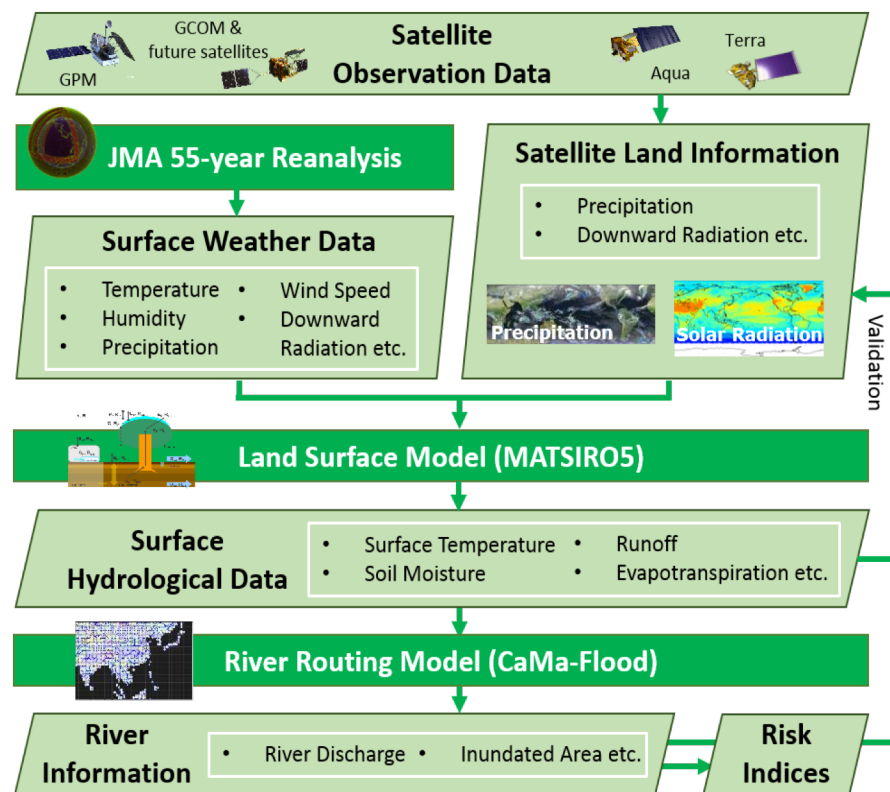 GCOM &
future satellites
GPM
Satellite
Observation Data
Aqua
Terra
JMA 55-year Reanalysis
Satellite Land Information
• Precipitation
• Downward Radiation etc.
Precipitation
Solar Radiation
Surface Weather Data
• Temperature
• Humidity
• Precipitation
• Wind Speed
• Downward
Radiation etc.
Validation
Land Surface Model (MATSIRO5)
Surface
Hydrological Data
• Surface Temperature
• Soil Moisture
• Runoff
• Evapotranspiration etc.
River Routing Model (CaMa-Flood)
River
Information
• River Discharge • Inundated Area etc.
Risk
Indices